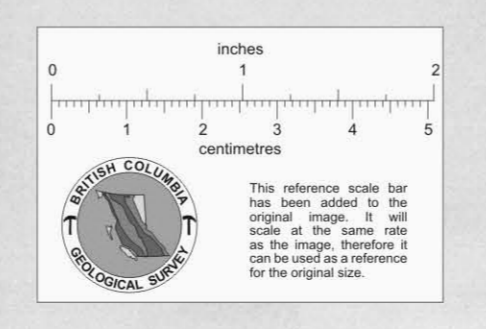 inches
0 1 2
0 1 2 3 4 5
centimetres
BRITISH COLUMBIA
GEOLOGICAL SURVEY
This reference scale bar
has been added to the
original image. It will
scale at the same rate
as the image, therefore it
can be used as a reference
for the original size.